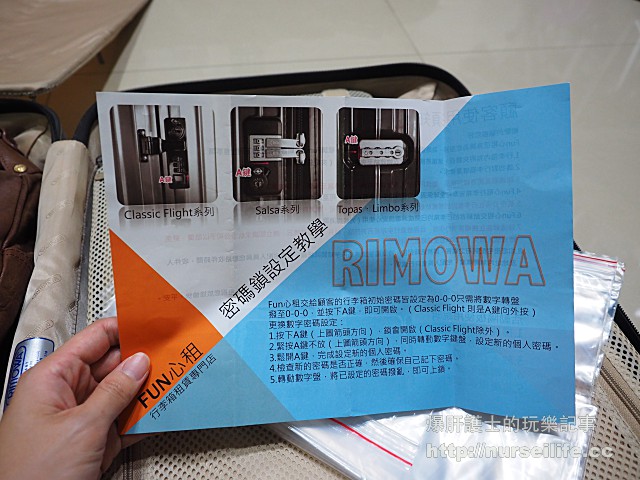 A鍵
A鍵
A鍵
Classic Flight系列
Salsa系列
Topas、Limbo系列
密碼鎖設定教學
RIMOWA
Fun心租交給顧客的行李箱初始密碼皆設定為0-0-0只需將數字轉盤
撥至0-0-0，並按下A鍵，即可開啟。（Classic Flight 則是A鍵向外按）
更換數字密碼設定：
1.按下A鍵（上圖箭頭方向），鎖會開啟（Classic Flight除外）。
2.緊按A鍵不放（上圖箭頭方向），同時轉動數字鍵盤，設定新的個人密碼。
3.鬆開A鍵，完成設定新的個人密碼。
4.檢查新的密碼是否正確，然後確保自己記下密碼。
5.轉動數字盤，將已設定的密碼撥亂，即可上鎖。
FUN心租
行李箱租賃專門店
爆肝護士的玩樂記事
http://nurseilife.cc